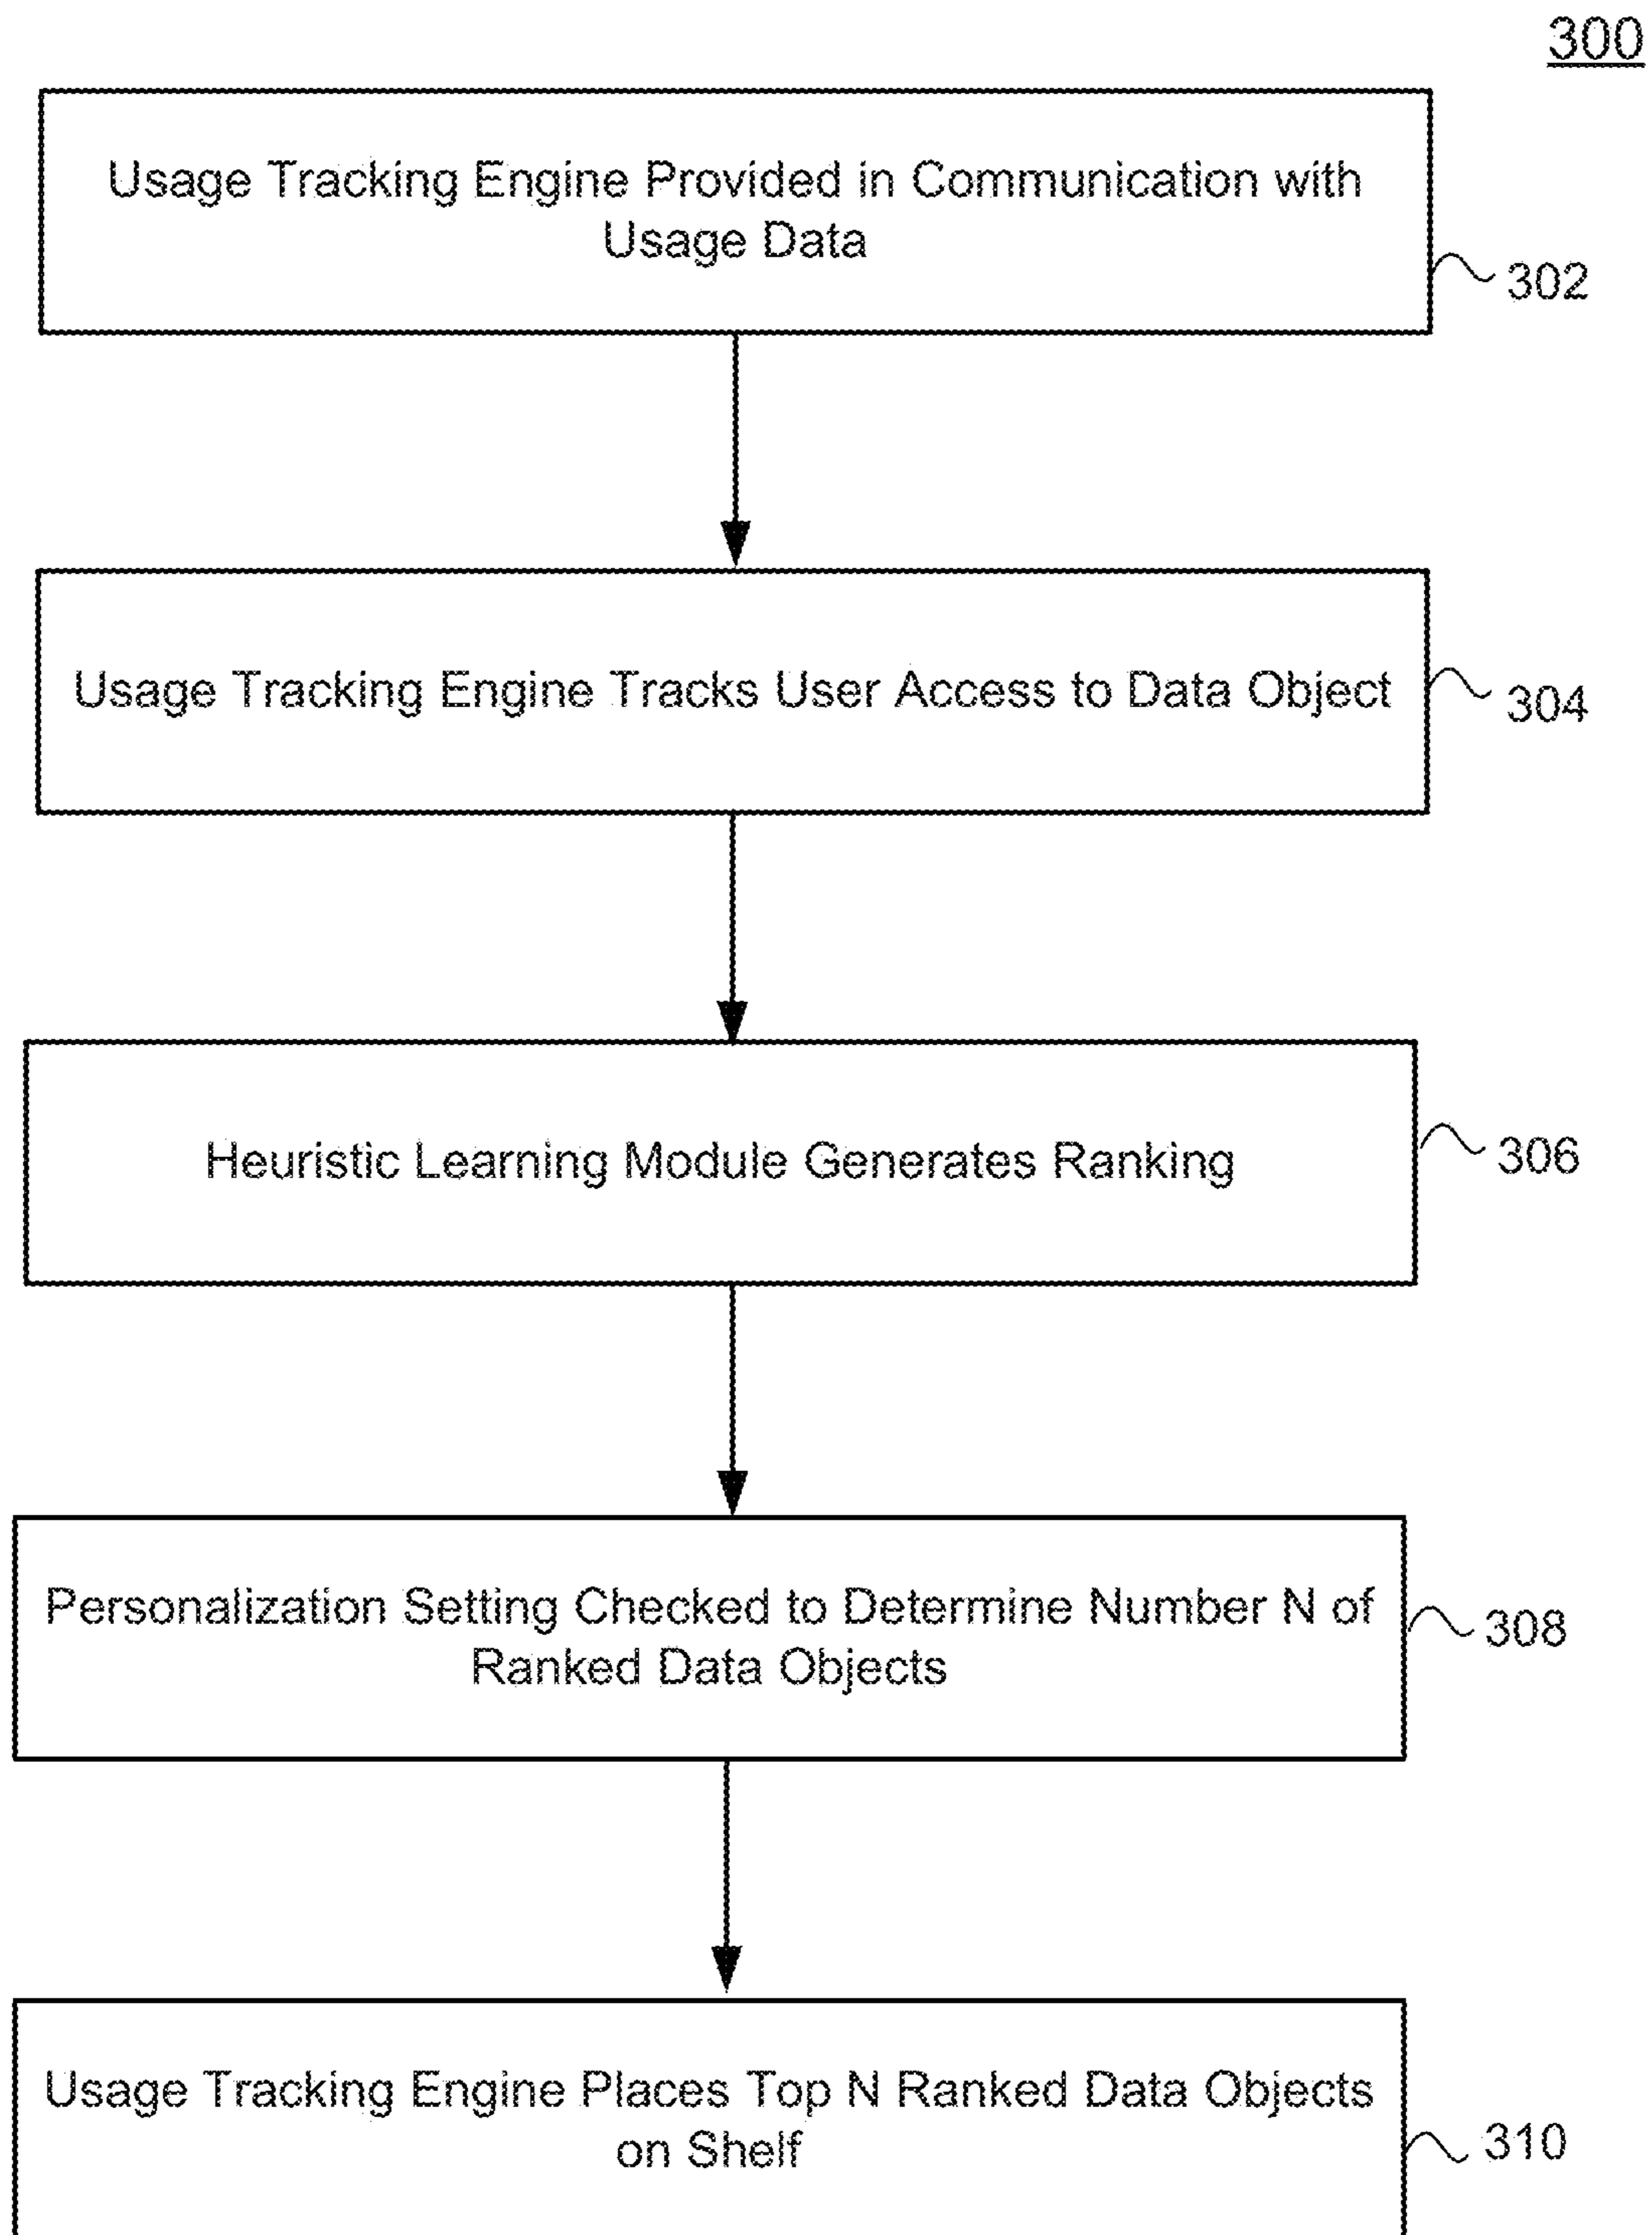 300
Usage Tracking Engine Provided in Communication with
Usage Data
302
Usage Tracking Engine Tracks User Access to Data Object
304
Heuristic Learning Module Generates Ranking
306
Personalization Setting Checked to Determine Number N of
Ranked Data Objects
308
Usage Tracking Engine Places Top N Ranked Data Objects
on Shelf
310